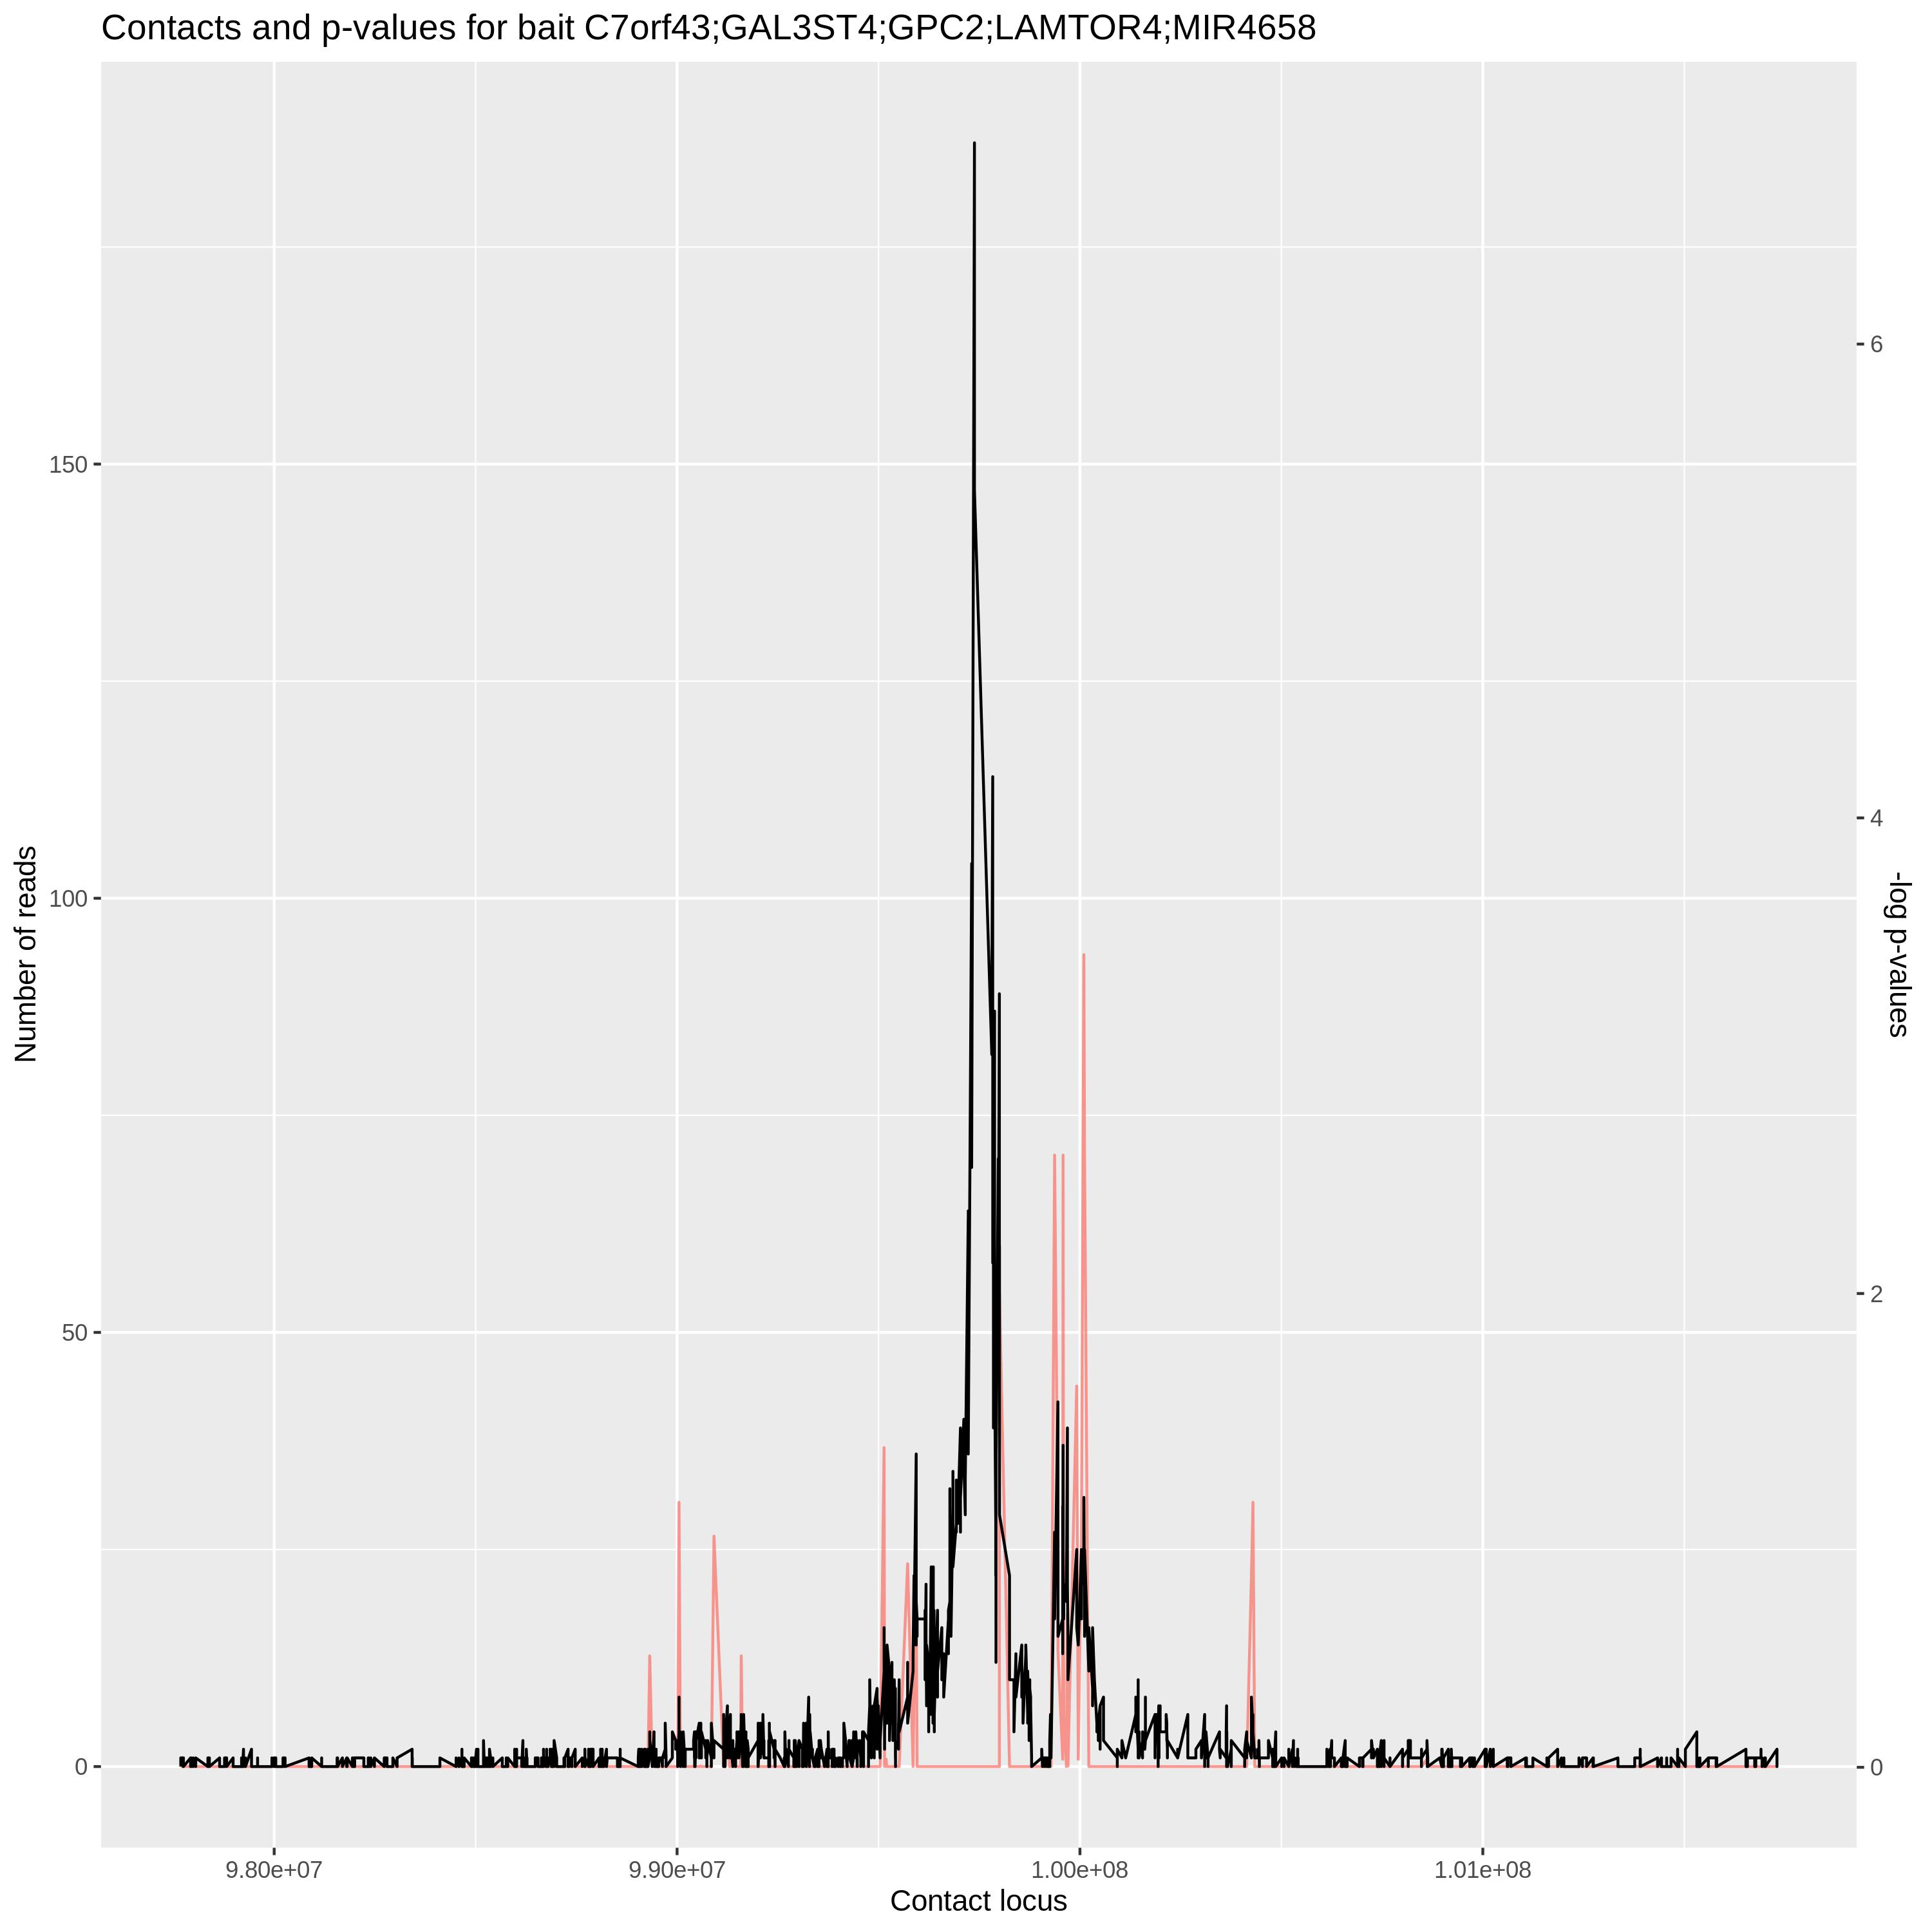 Contacts and p-values for bait C7orf43;GAL3ST4;GPC2;LAMTOR4;MIR4658
Number of reads
150
100
50
0
6
4
2
0
-log p-values
9.80e+07
9.90e+07
1.00e+08
1.01e+08
Contact locus